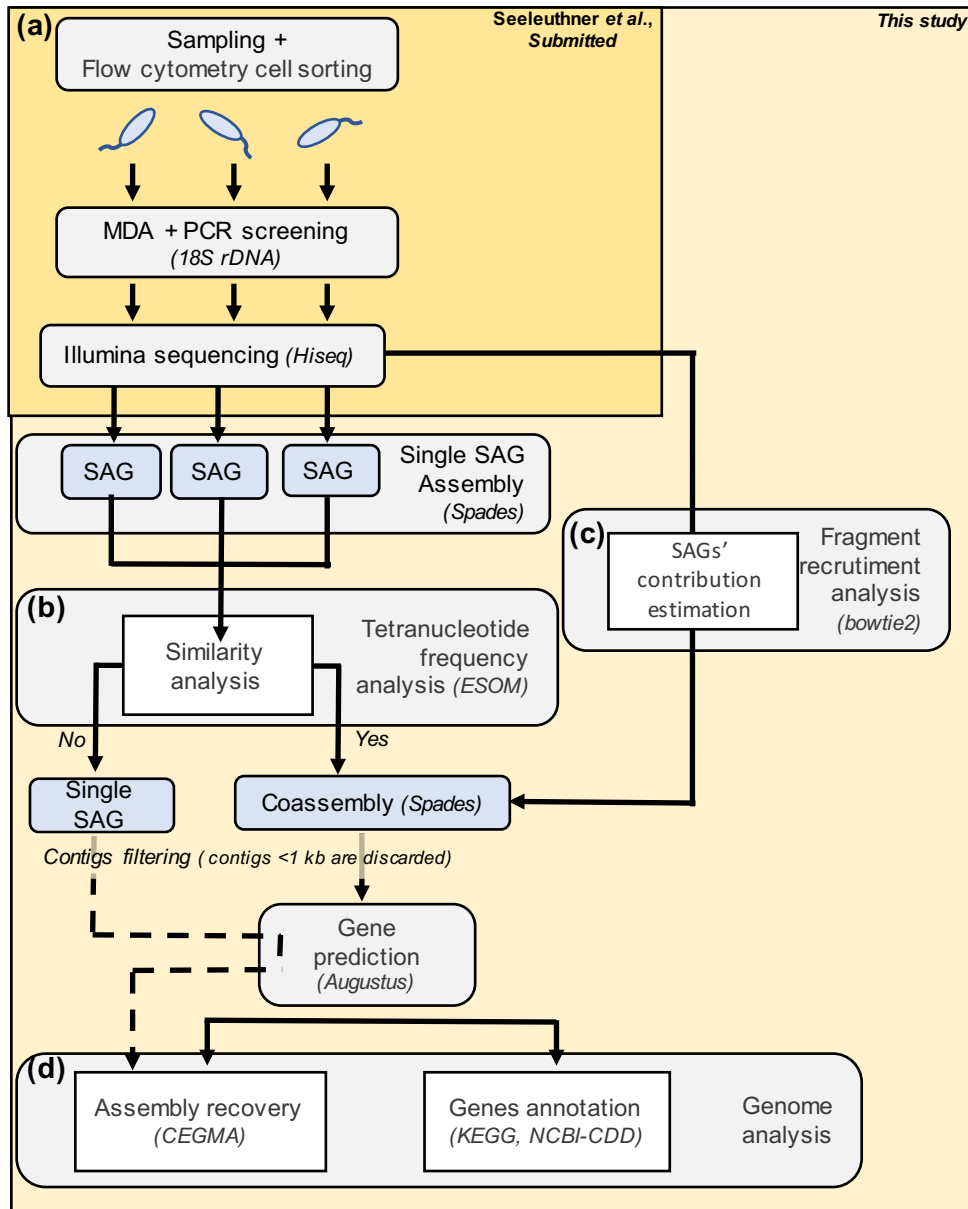 (a)
Seeleuthner et al.,
Submitted
This study
Sampling +
Flow cytometry cell sorting
MDA + PCR screening
(18S rDNA)
Illumina sequencing (Hiseq)
SAG
SAG
SAG
Single SAG
Assembly
(Spades)
(c)
SAGs’
contribution
estimation
Fragment
recrutiment
analysis
(bowtie2)
(b)
Similarity
analysis
Tetranucleotide
frequency
analysis (ESOM)
No
Yes
Single
SAG
Coassembly (Spades)
Contigs filtering ( contigs <1 kb are discarded)
Gene
prediction
(Augustus)
(d)
Assembly recovery
(CEGMA)
Genes annotation
(KEGG, NCBI-CDD)
Genome
analysis